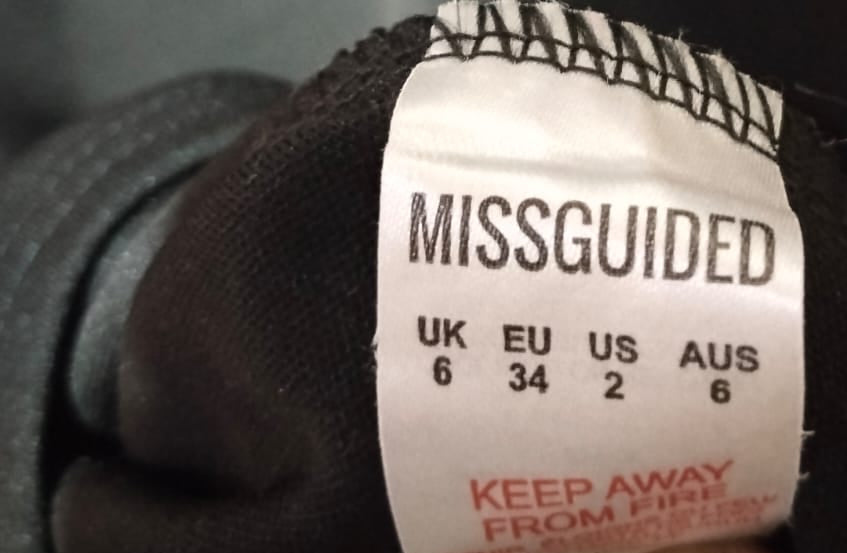 MISSGUIDED
UK EU US AUS
6 34 2 6
KEEP AWAY
FROM FIRE